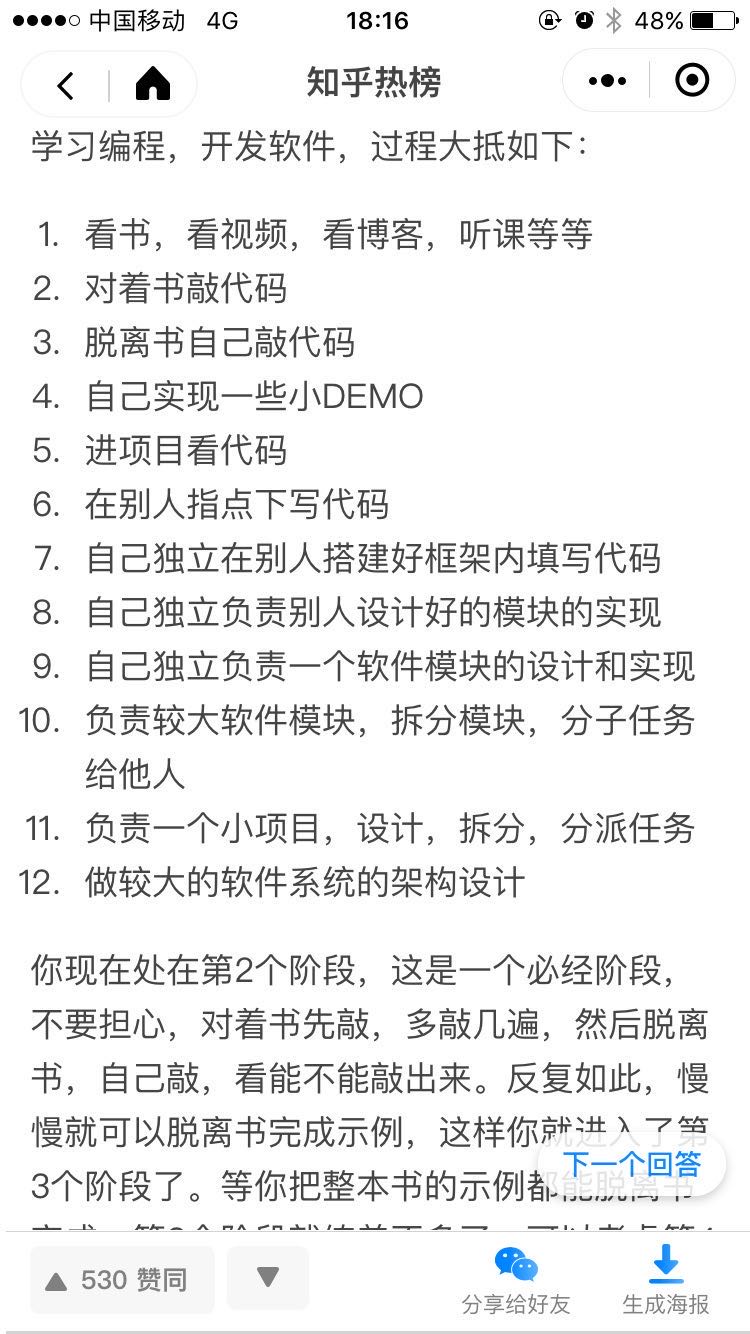 中国移动 4G 18:16 48%
知乎热榜
学习编程，开发软件，过程大抵如下：
1. 看书，看视频，看博客，听课等等
2. 对着书敲代码
3. 脱离书自己敲代码
4. 自己实现一些小DEMO
5. 进项目看代码
6. 在别人指点下写代码
7. 自己独立在别人搭建好框架内填写代码
8. 自己独立负责别人设计好的模块的实现
9. 自己独立负责一个软件模块的设计和实现
10. 负责较大软件模块，拆分模块，分子任务
给他人
11. 负责一个小项目，设计，拆分，分派任务
12. 做较大的软件系统的架构设计
你现在处在第2个阶段，这是一个必经阶段，
不要担心，对着书先敲，多敲几遍，然后脱离
书，自己敲，看能不能敲出来。反复如此，慢
慢就可以脱离书完成示例，这样你就进入了第
3个阶段了。等你把整本书的示例都能脱离书
下一个回答
530 赞同
分享给好友
生成海报